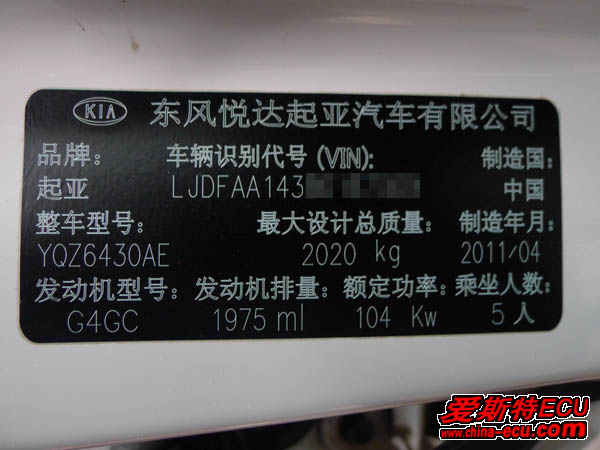 KIA 东风悦达起亚汽车有限公司
品牌: 车辆识别代号 (VIN): 制造国:
起亚 LJDFAA143 中国
整车型号: 最大设计总质量: 制造年月:
YQZ6430AE 2020 kg 2011/04
发动机型号: 发动机排量: 额定功率: 乘坐人数:
G4GC 1975 ml 104 Kw 5 人
爱斯特ECU
www.china-ecu.com